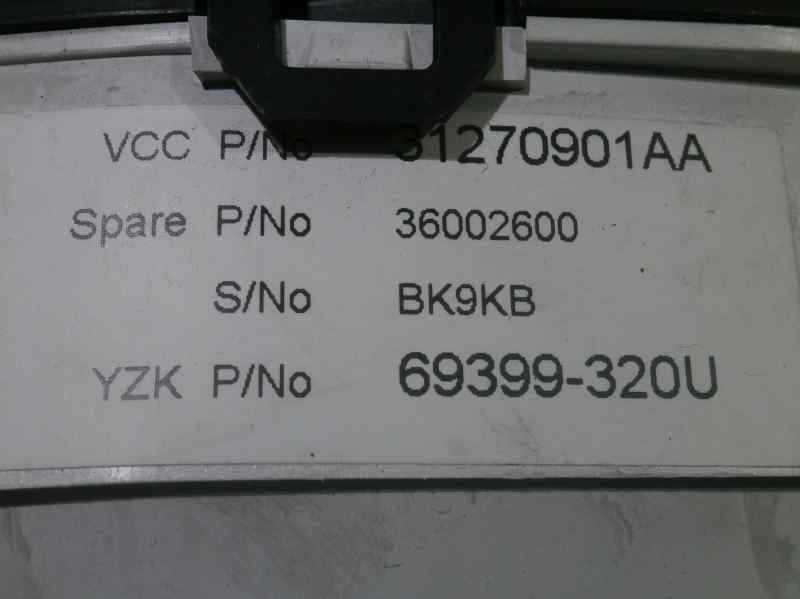 VCC P/No 31270901AA
Spare P/No 36002600
S/No BK9KB
YZK P/No 69399-320U